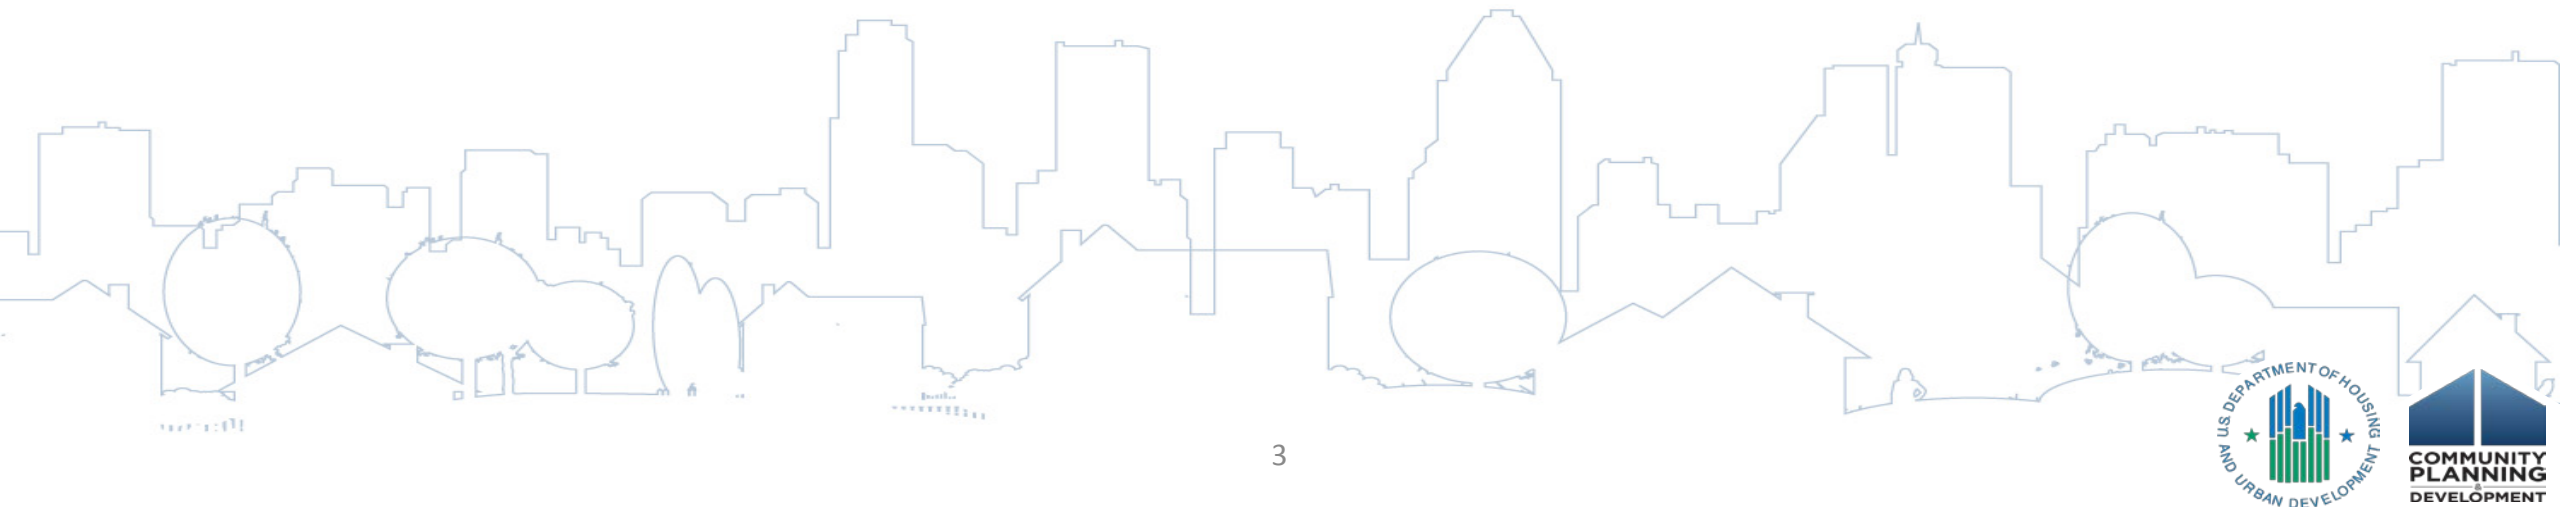 3
U.S. DEPARTMENT OF HOUSING AND URBAN DEVELOPMENT
COMMUNITY
PLANNING
&
DEVELOPMENT